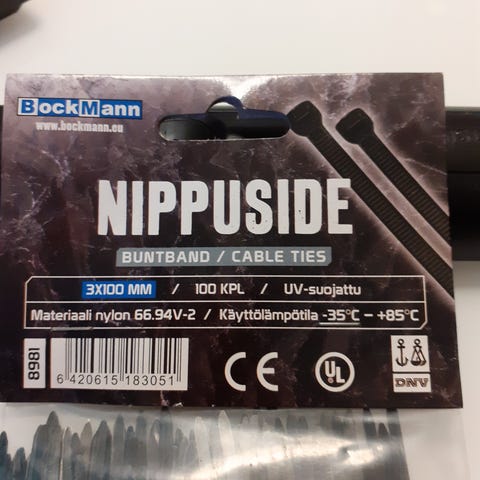 BockMann
www.bockmann.eu
NIPPUSIDE
BUNTBAND / CABLE TIES
3X100 MM / 100 KPL / UV-suojattu
Materiaali nylon 66.94V-2 / Käyttölämpötila -35°C – +85°C
8981
6 420615 183051
CE
UL
DNV